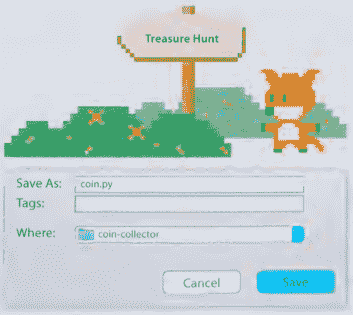 Treasure Hunt
Save As: coin.py
Tags:
Where: coin-collector
Cancel Save